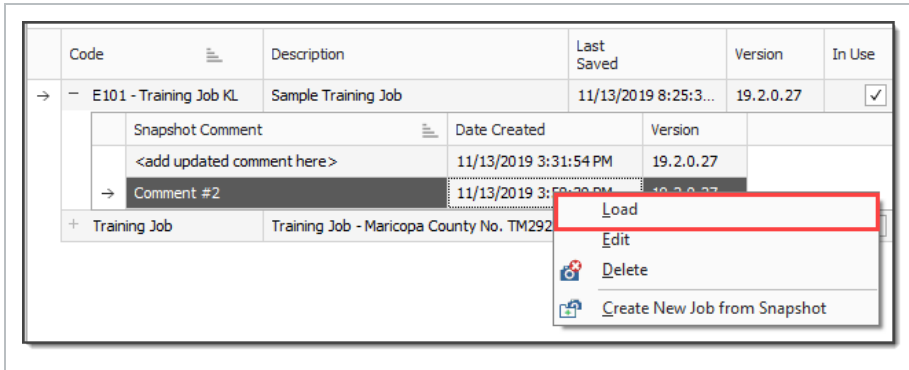 Code Description Last Saved Version In Use
E101 - Training Job KL Sample Training Job 11/13/2019 8:25:3... 19.2.0.27
Snapshot Comment Date Created Version
<add updated comment here> 11/13/2019 3:31:54 PM 19.2.0.27
Comment #2 11/13/2019
Load
Training Job Training Job - Maricopa County No. TM292
Edit
Delete
Create New Job from Snapshot